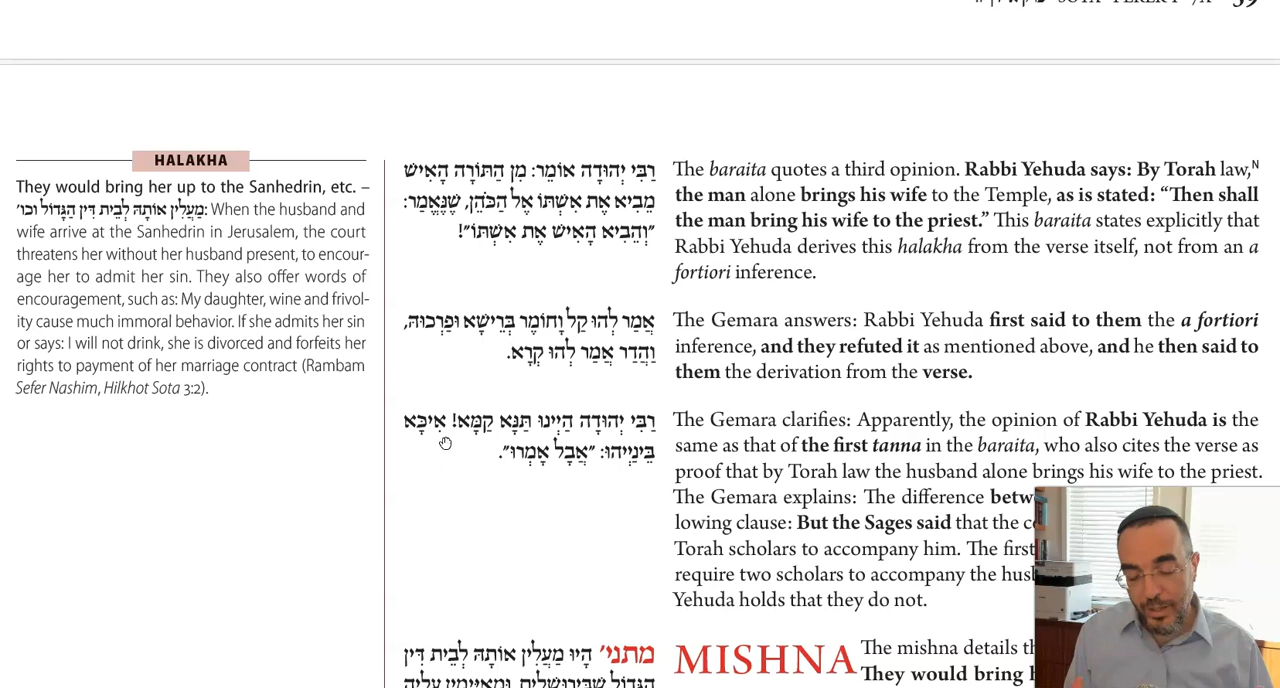 SOTA · PEREK I · 7A 39
HALAKHA
They would bring her up to the Sanhedrin, etc. –
מַעֲלִין אוֹתָהּ לְבֵית דִּין הַגָּדוֹל וכו׳: When the husband and
wife arrive at the Sanhedrin in Jerusalem, the court
threatens her without her husband present, to encour-
age her to admit her sin. They also offer words of
encouragement, such as: My daughter, wine and frivol-
ity cause much immoral behavior. If she admits her sin
or says: I will not drink, she is divorced and forfeits her
rights to payment of her marriage contract (Rambam
Sefer Nashim, Hilkhot Sota 3:2).
רַבִּי יְהוּדָה אוֹמֵר: מִן הַתּוֹרָה הָאִישׁ
מֵבִיא אֶת אִשְׁתּוֹ אֶל הַכֹּהֵן, שֶׁנֶּאֱמַר:
״וְהֵבִיא הָאִישׁ אֶת אִשְׁתּוֹ״!
אֲמַר לְהוּ קַל וָחוֹמֶר בְּרֵישָׁא וּפַרְכוּהּ,
וַהֲדַר אֲמַר לְהוּ קְרָא.
רַבִּי יְהוּדָה הַיְינוּ תַּנָּא קַמָּא! אִיכָּא
בֵּינַיְיהוּ: ״אֲבָל אָמְרוּ״.
מתני׳ הָיוּ מַעֲלִין אוֹתָהּ לְבֵית דִּין
הַגָּדוֹל שֶׁבִּירוּשָׁלַיִם, וּמְאַיְּימִין עָלֶיהָ
The baraita quotes a third opinion. Rabbi Yehuda says: By Torah law,N
the man alone brings his wife to the Temple, as is stated: “Then shall
the man bring his wife to the priest.” This baraita states explicitly that
Rabbi Yehuda derives this halakha from the verse itself, not from an a
fortiori inference.
The Gemara answers: Rabbi Yehuda first said to them the a fortiori
inference, and they refuted it as mentioned above, and he then said to
them the derivation from the verse.
The Gemara clarifies: Apparently, the opinion of Rabbi Yehuda is the
same as that of the first tanna in the baraita, who also cites the verse as
proof that by Torah law the husband alone brings his wife to the priest.
The Gemara explains: The difference
lowing clause: But the Sages said that the
Torah scholars to accompany him. The first
require two scholars to accompany the
Yehuda holds that they do not.
MISHNA The mishna details
They would bring